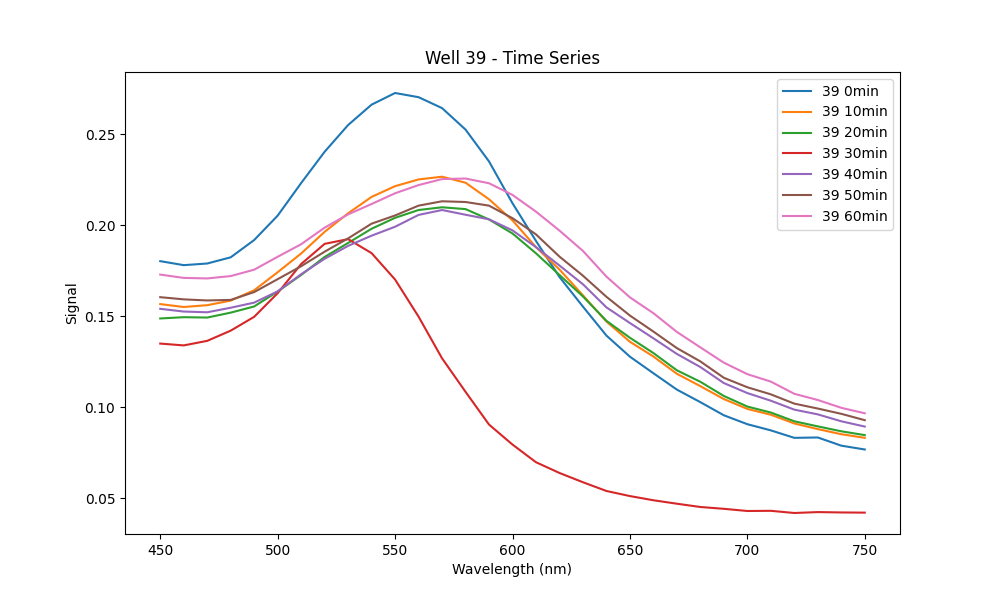 Well 39 - Time Series
39 0min
39 10min
39 20min
39 30min
39 40min
39 50min
39 60min
Signal
0.25
0.20
0.15
0.10
0.05
450 500 550 600 650 700 750
Wavelength (nm)